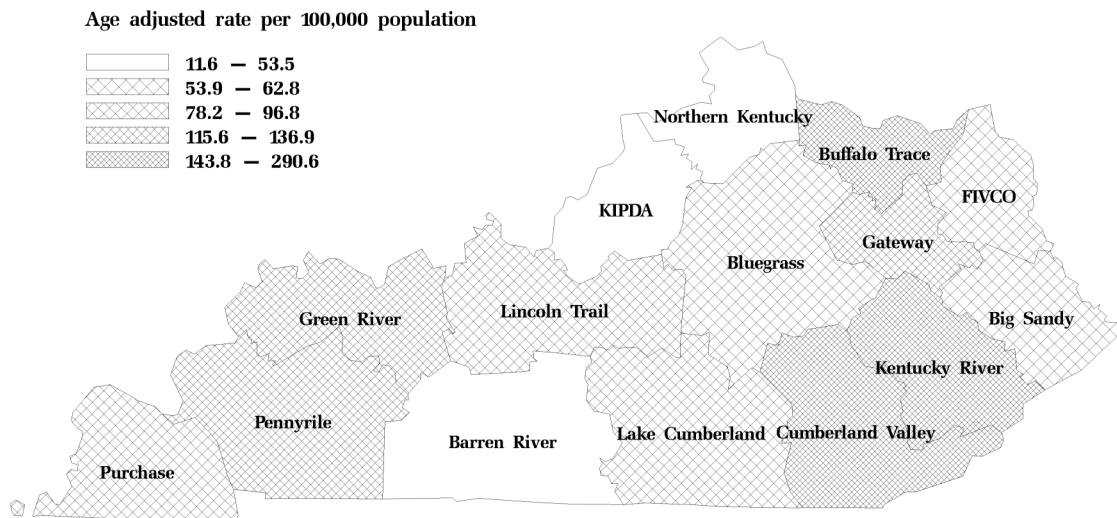 Age adjusted rate per 100,000 population
11.6 – 53.5
53.9 – 62.8
78.2 – 96.8
115.6 – 136.9
143.8 – 290.6
Northern Kentucky
Buffalo Trace
FIVCO
KIPDA
Gateway
Bluegrass
Lincoln Trail
Green River
Big Sandy
Kentucky River
Pennyrile
Barren River
Lake Cumberland
Cumberland Valley
Purchase